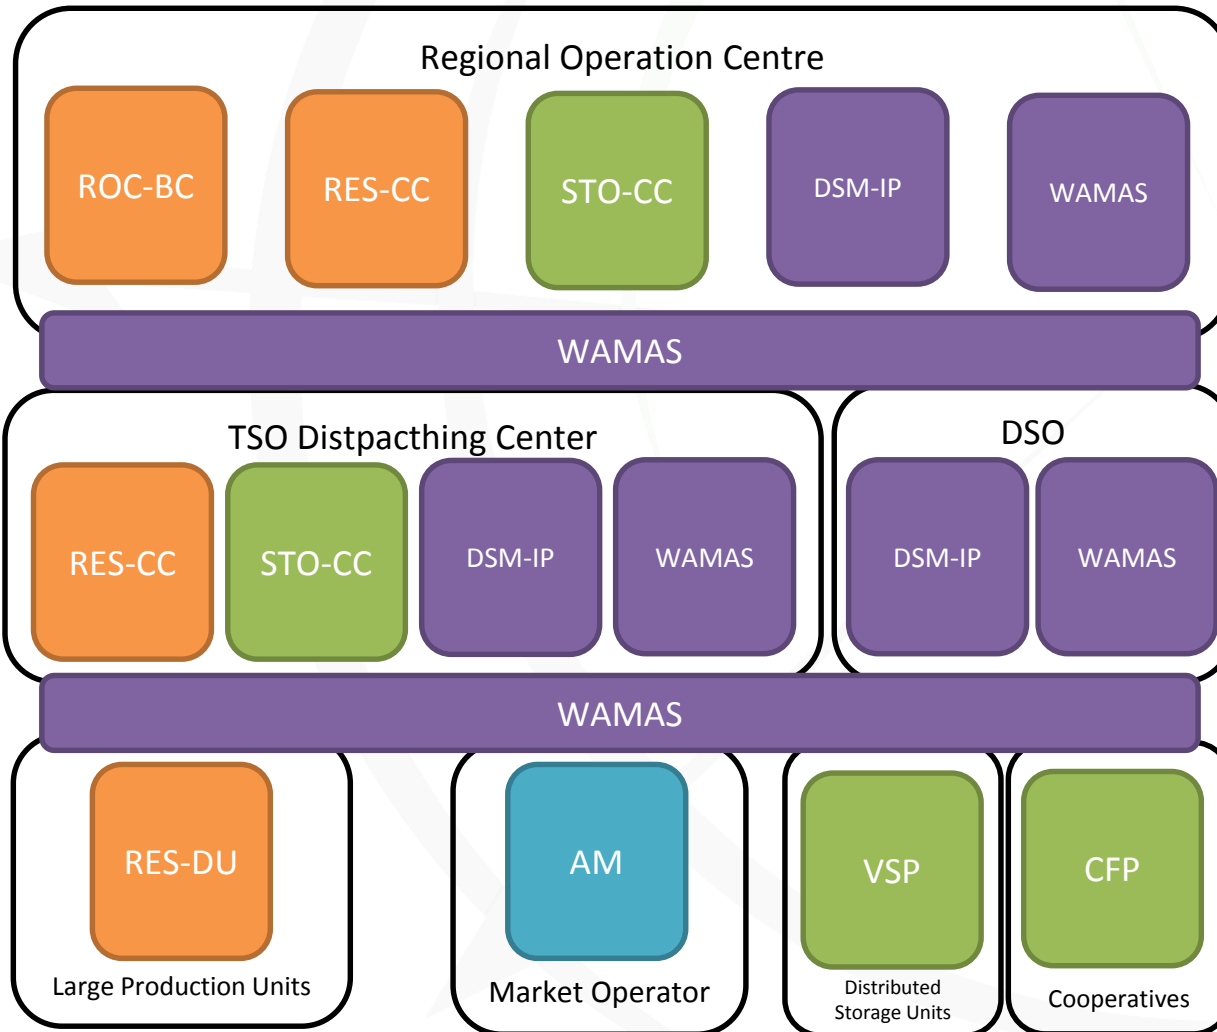 Regional Operation Centre
ROC-BC
RES-CC
STO-CC
DSM-IP
WAMAS
WAMAS
TSO Distpacthing Center
DSO
RES-CC
STO-CC
DSM-IP
WAMAS
DSM-IP
WAMAS
WAMAS
RES-DU
AM
VSP
CFP
Large Production Units
Market Operator
Distributed
Storage Units
Cooperatives